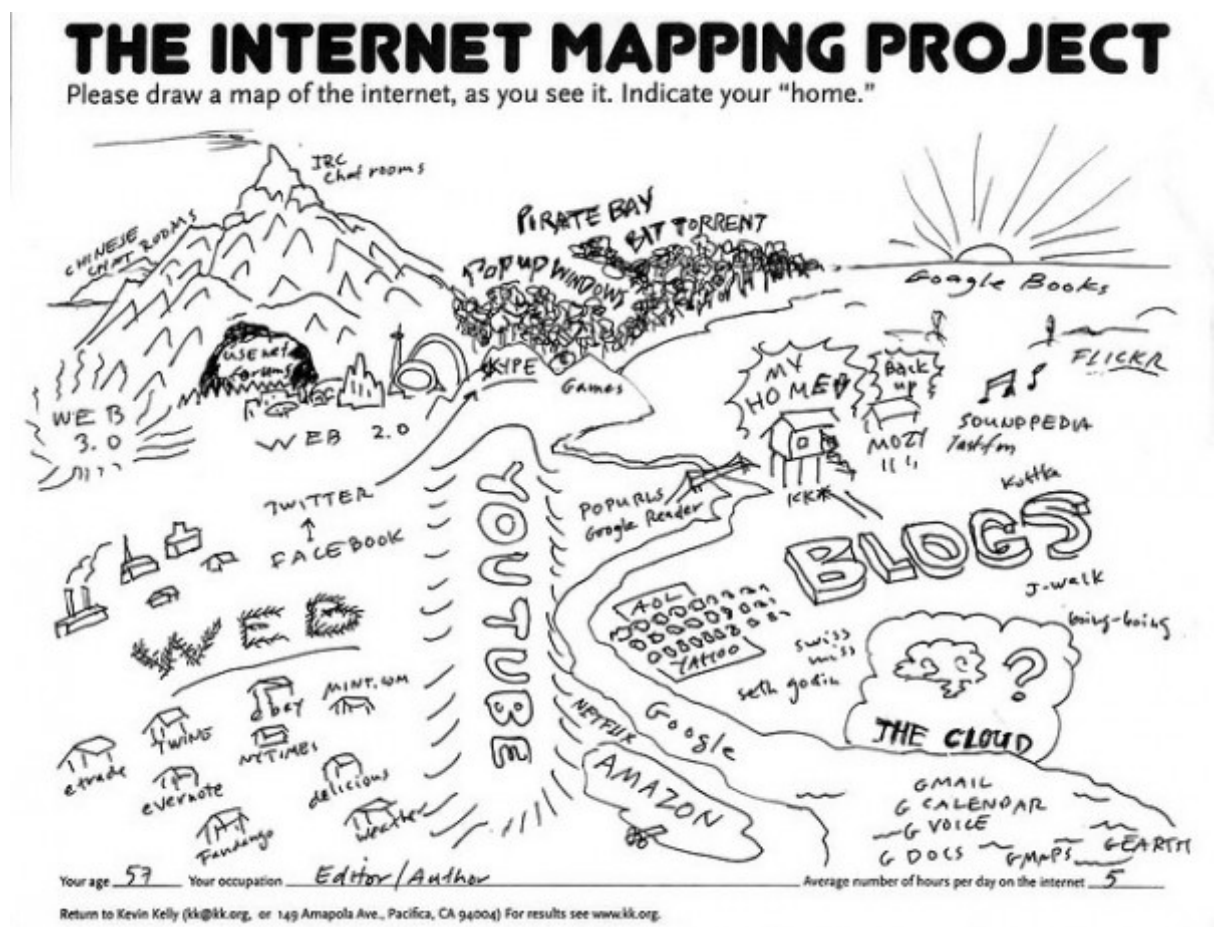 THE INTERNET MAPPING PROJECT
Please draw a map of the internet, as you see it. Indicate your “home.”
IRC
Chat rooms
CHINESE
CHAT ROOMS
PIRATE BAY
BIT TORRENT
POP UP WINDOWS
Google Books
usenet
forums
SKYPE
Games
MY
HOME
Back
up
FLICKR
WEB
3.0
WEB 2.0
MOZY
SOUNDPEDIA
last.fm
TWITTER
FACEBOOK
YOUTUBE
POPURLS
Google Reader
KK*
BLOGS
J-walk
boing-boing
AOL
YAHOO
swiss
miss
seth godin
?
THE CLOUD
WEB
ebay
MINT.COM
TWINE
NYTIMES
etrade
evernote
delicious
Fandango
weather
NETFLIX
Google
AMAZON
GMAIL
G CALENDAR
G VOICE
G DOCS
GMAPS
GEARTH
Your age 57 Your occupation Editor/Author Average number of hours per day on the internet 5
Return to Kevin Kelly (kk@kk.org, or 149 Amapola Ave., Pacifica, CA 94004) For results see www.kk.org.